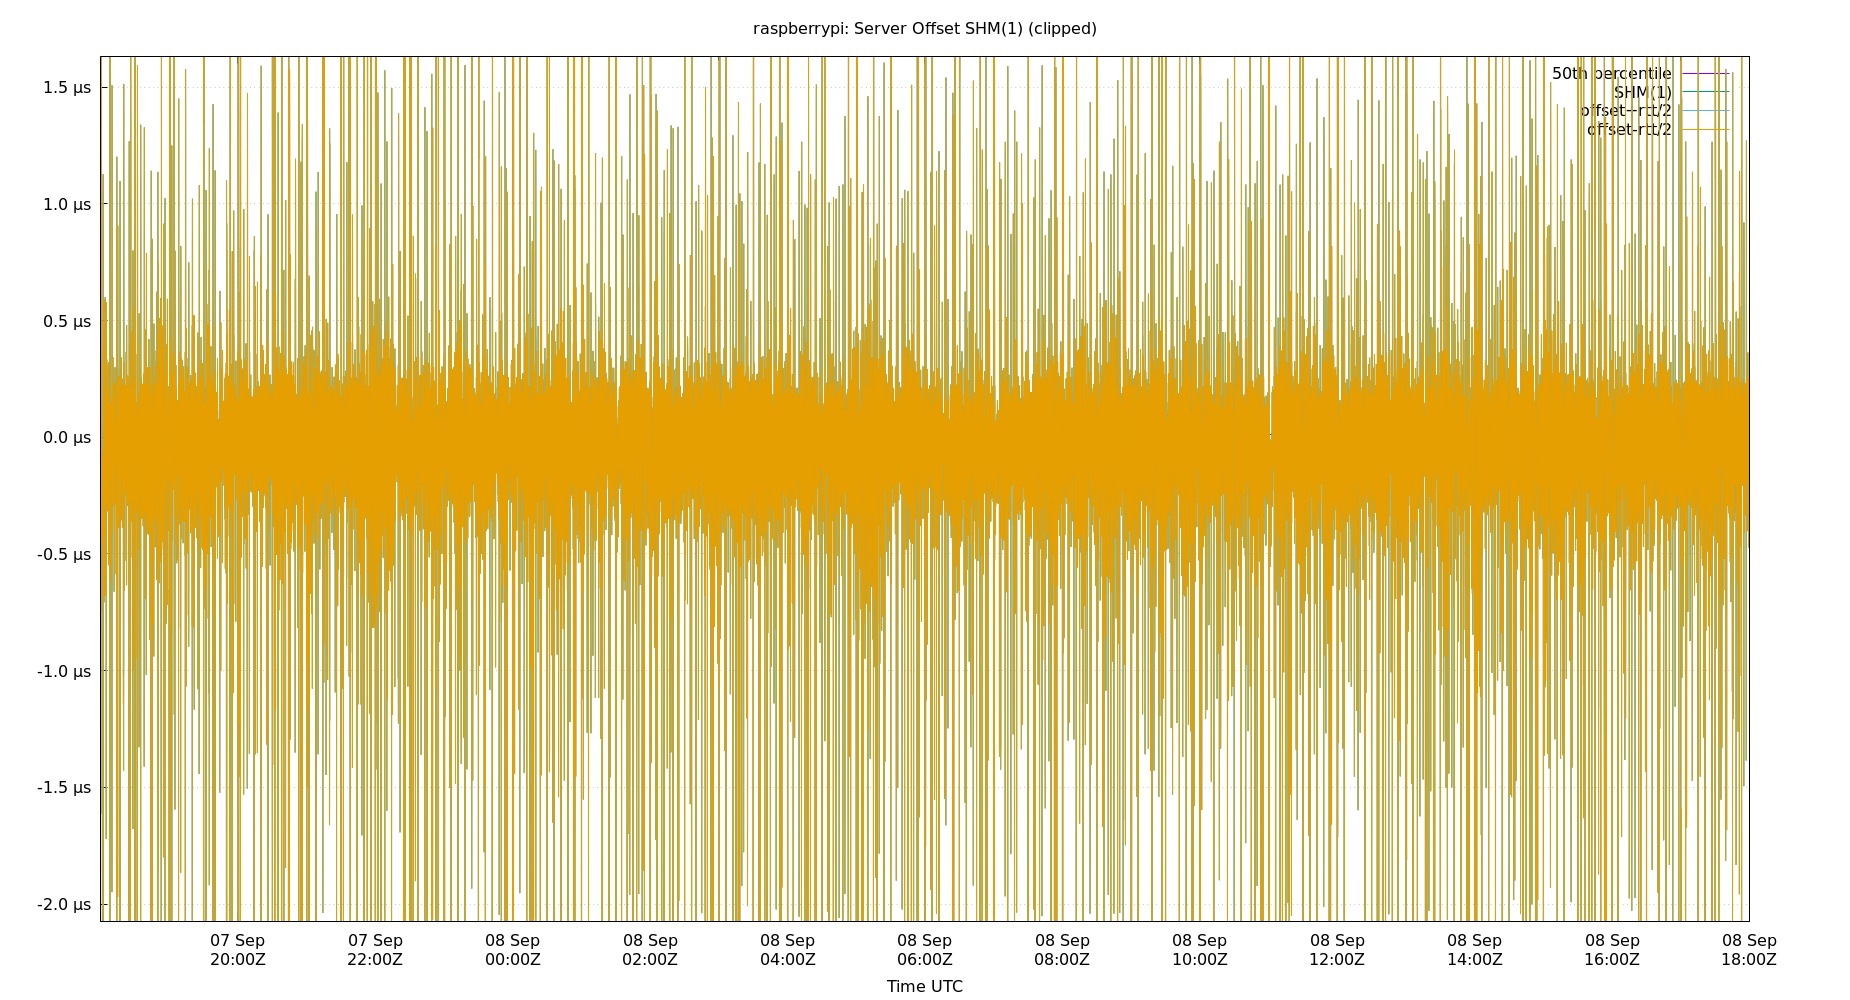 raspberrypi: Server Offset SHM(1) (clipped)
1.5 µs
1.0 µs
0.5 µs
0.0 µs
-0.5 µs
-1.0 µs
-1.5 µs
-2.0 µs
50th percentile
SHM(1)
offset+rtt/2
offset-rtt/2
07 Sep 20:00Z
07 Sep 22:00Z
08 Sep 00:00Z
08 Sep 02:00Z
08 Sep 04:00Z
08 Sep 06:00Z
08 Sep 08:00Z
08 Sep 10:00Z
08 Sep 12:00Z
08 Sep 14:00Z
08 Sep 16:00Z
08 Sep 18:00Z
Time UTC